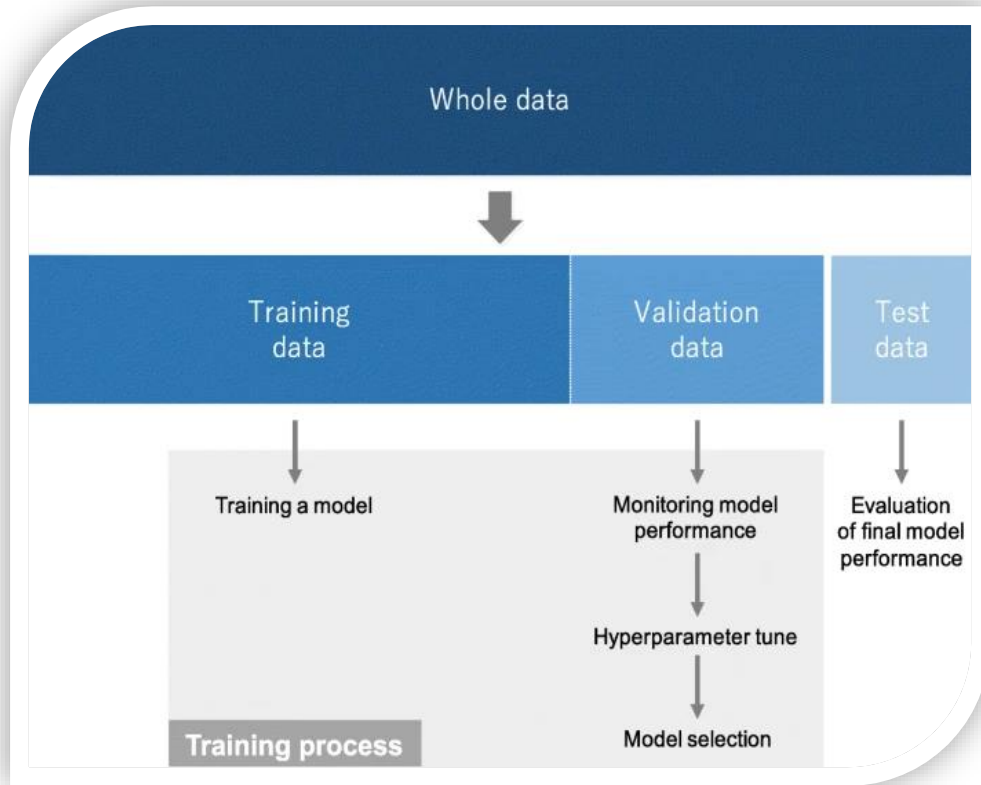 Whole data
Training
data
Validation
data
Test
data
Training a model
Monitoring model
performance
Hyperparameter tune
Model selection
Evaluation
of final model
performance
Training process